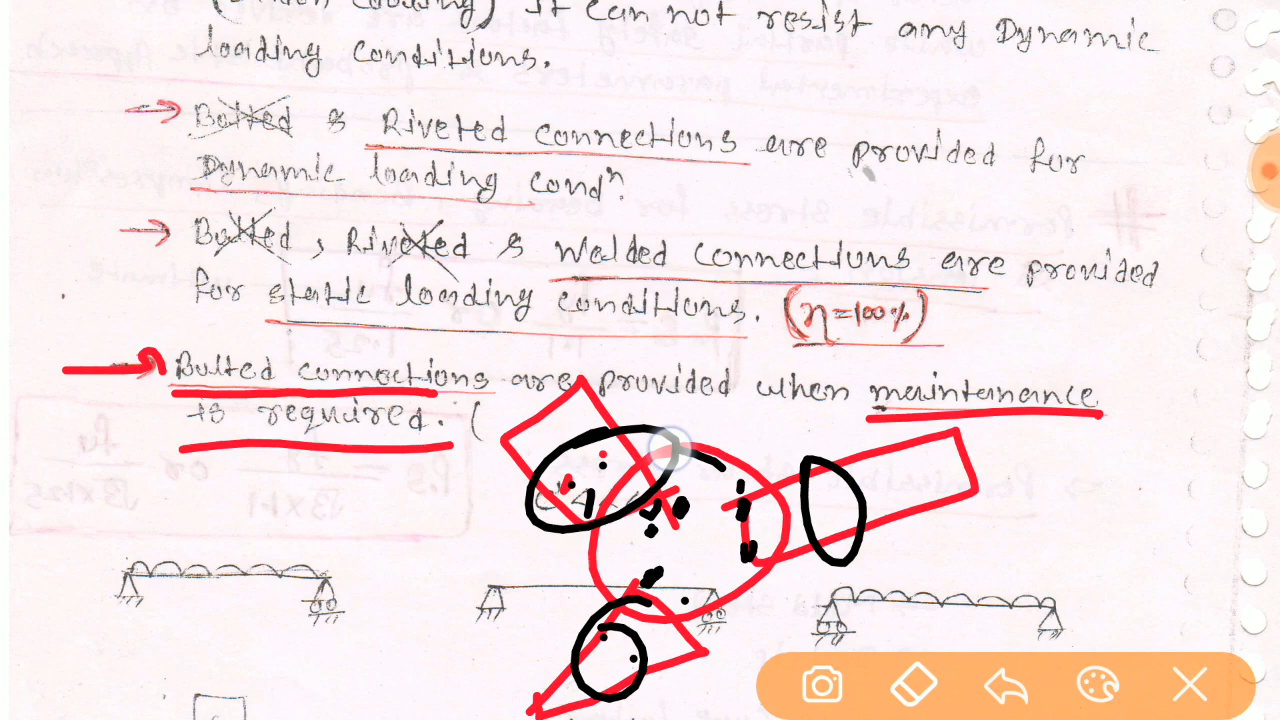 it can not resist any Dynamic
loading conditions.
→ Bolted & Riveted connections are provided for
Dynamic loading condⁿ.
→ Bolted, Riveted & Welded connections are provided
for static loading conditions. (η=100%)
→ Bolted connections are provided when maintenance
is required. (